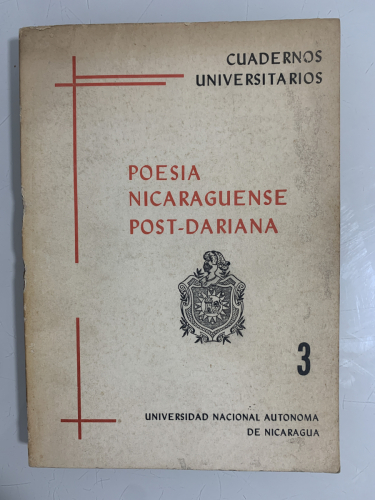 CUADERNOS
UNIVERSITARIOS
POESIA
NICARAGUENSE
POST-DARIANA
3
UNIVERSIDAD NACIONAL AUTONOMA
DE NICARAGUA